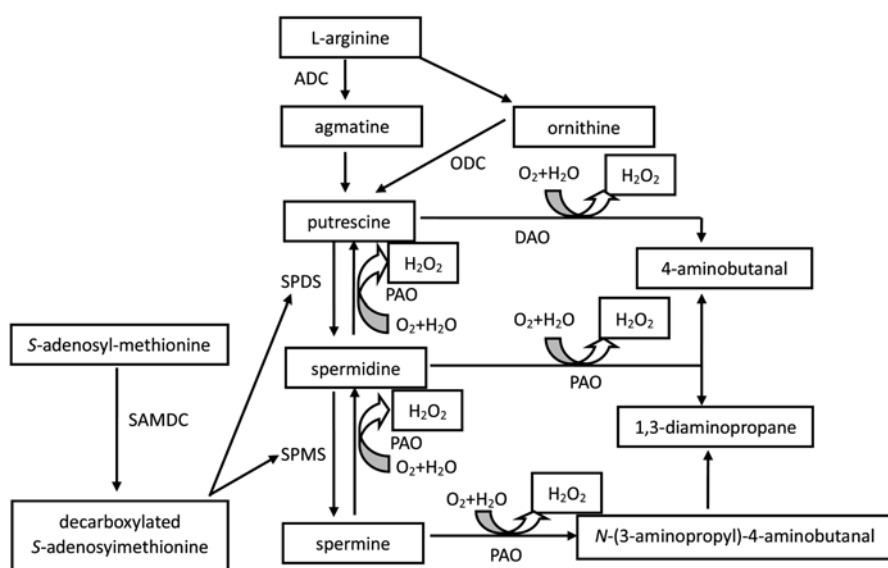 L-arginine
ADC
agmatine
ornithine
ODC
O₂+H₂O
H₂O₂
putrescine
DAO
H₂O₂
4-aminobutanal
SPDS
PAO
O₂+H₂O
O₂+H₂O
H₂O₂
S-adenosyl-methionine
spermidine
PAO
H₂O₂
1,3-diaminopropane
SAMDC
PAO
SPMS
O₂+H₂O
O₂+H₂O
H₂O₂
decarboxylated
S-adenosyimethionine
spermine
PAO
N-(3-aminopropyl)-4-aminobutanal